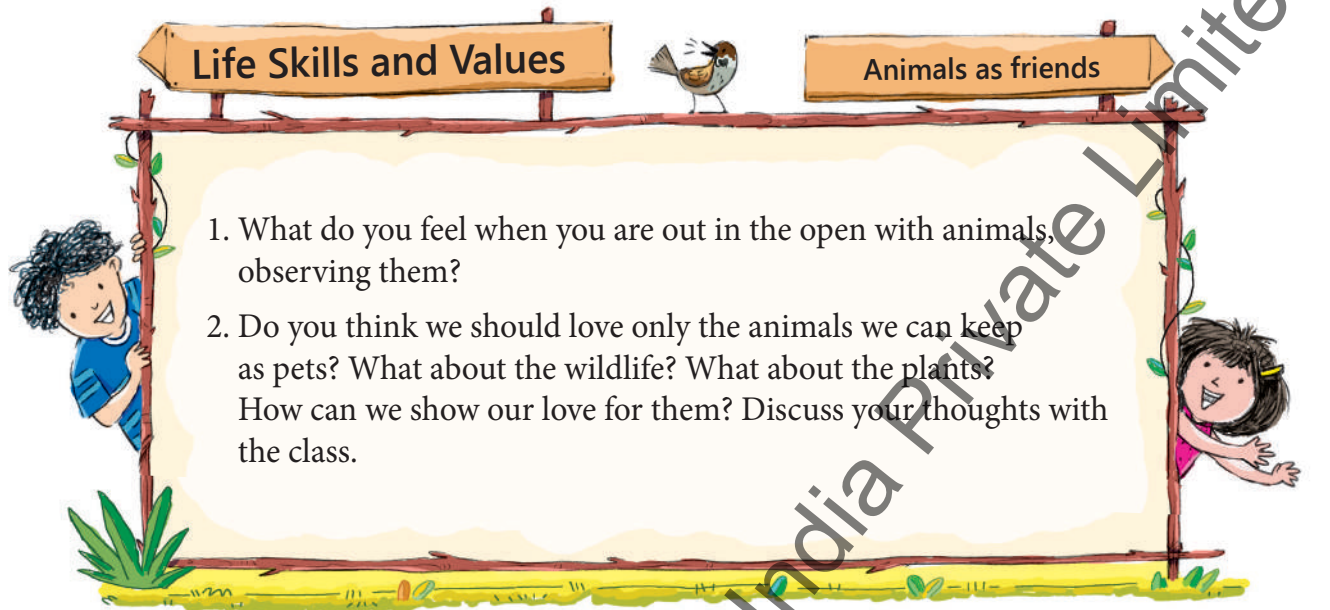 Life Skills and Values
Animals as friends
1. What do you feel when you are out in the open with animals,
observing them?
2. Do you think we should love only the animals we can keep
as pets? What about the wildlife? What about the plants?
How can we show our love for them? Discuss your thoughts with
the class.
India Private Limite